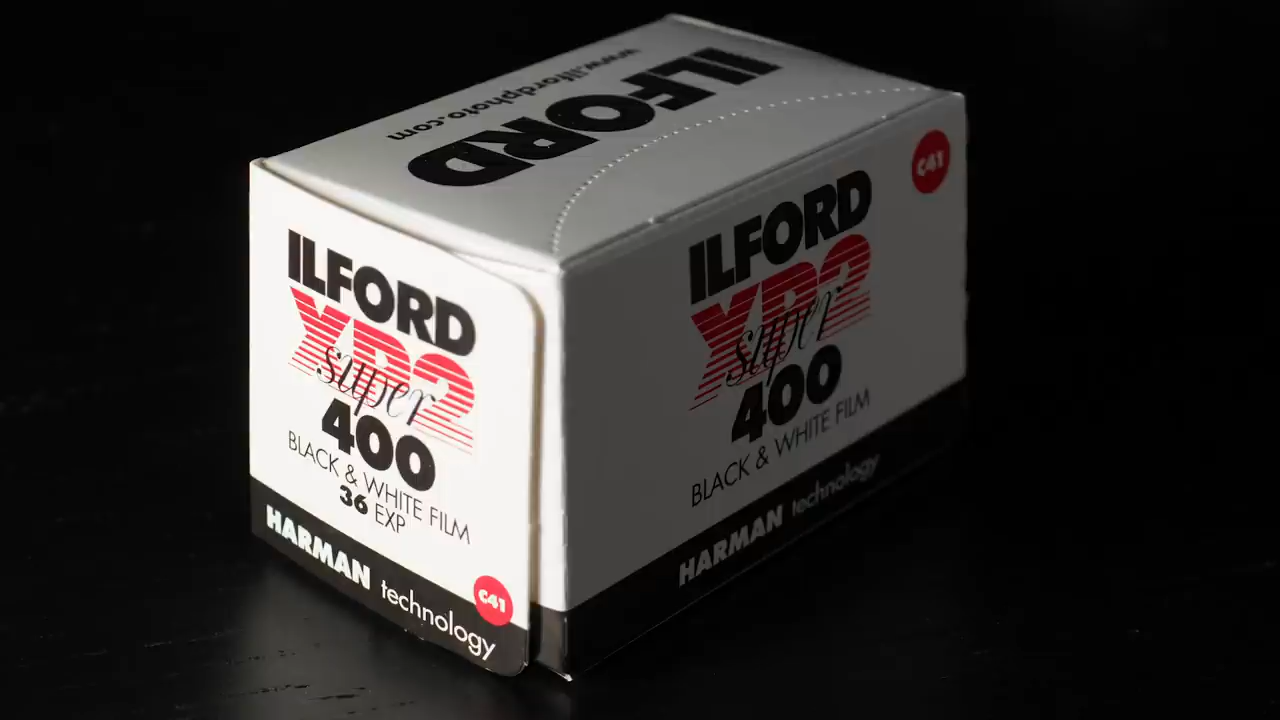 www.ilfordphoto.com
ILFORD
ILFORD
XP2
super
400
BLACK & WHITE FILM
36 EXP
HARMAN technology
C41
C41
ILFORD
XP2
super
400
BLACK & WHITE FILM
HARMAN technology